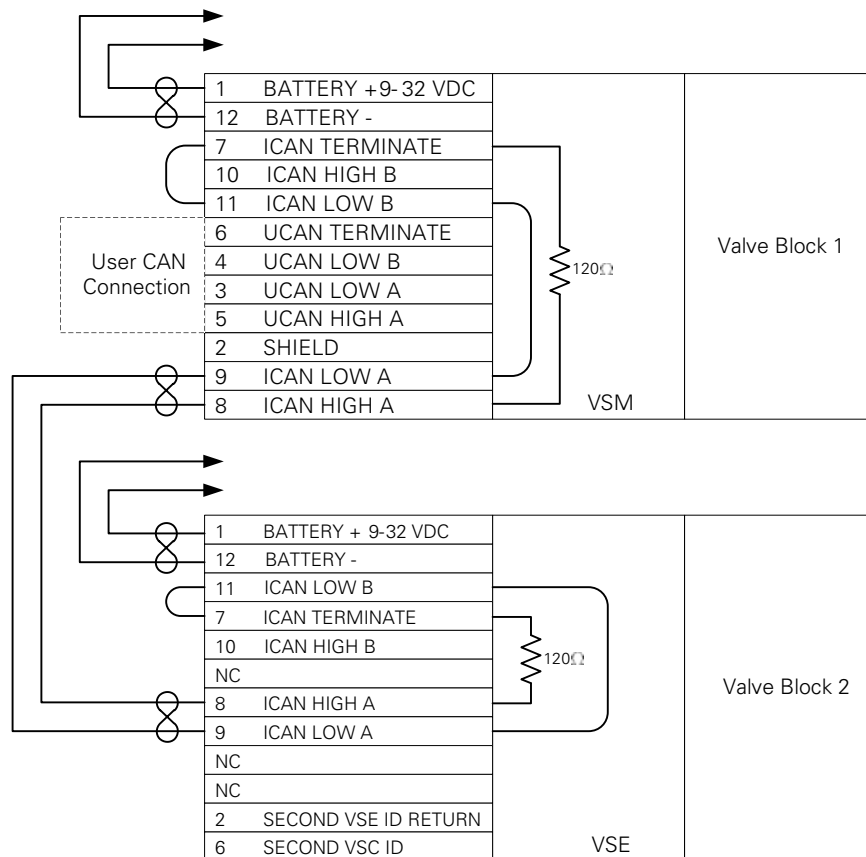 1 BATTERY +9-32 VDC
12 BATTERY -
7 ICAN TERMINATE
10 ICAN HIGH B
11 ICAN LOW B
6 UCAN TERMINATE
4 UCAN LOW B
3 UCAN LOW A
5 UCAN HIGH A
2 SHIELD
9 ICAN LOW A
8 ICAN HIGH A
User CAN
Connection
120Ω
VSM
Valve Block 1
1 BATTERY + 9-32 VDC
12 BATTERY -
11 ICAN LOW B
7 ICAN TERMINATE
10 ICAN HIGH B
NC
8 ICAN HIGH A
9 ICAN LOW A
NC
NC
2 SECOND VSE ID RETURN
6 SECOND VSC ID
120Ω
VSE
Valve Block 2